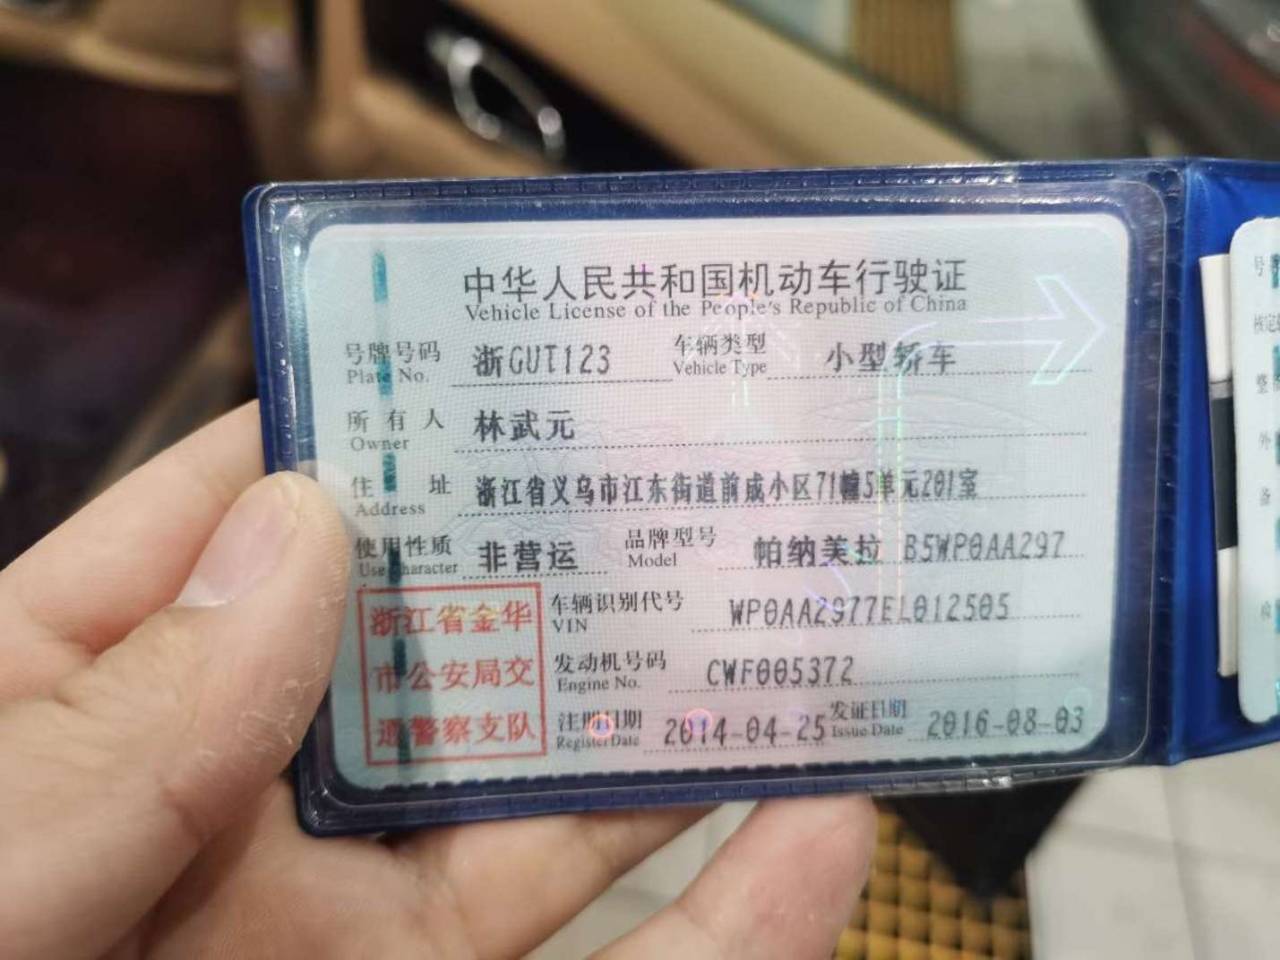 中华人民共和国机动车行驶证
Vehicle License of the People's Republic of China
号牌号码 浙GUT123 车辆类型 小型轿车
Plate No. Vehicle Type
所有人 林武元
Owner
住址 浙江省义乌市江东街道前成小区71幢5单元201室
Address
使用性质 非营运 品牌型号 帕纳美拉 B5WP0AA297
Use Character Model
浙江省金华
市公安局交
通警察支队
车辆识别代号 WP0AA2977EL012505
VIN
发动机号码 CWF005372
Engine No.
注册日期 2014-04-25 发证日期 2016-08-03
Register Date Issue Date
号
核定
整
外
备